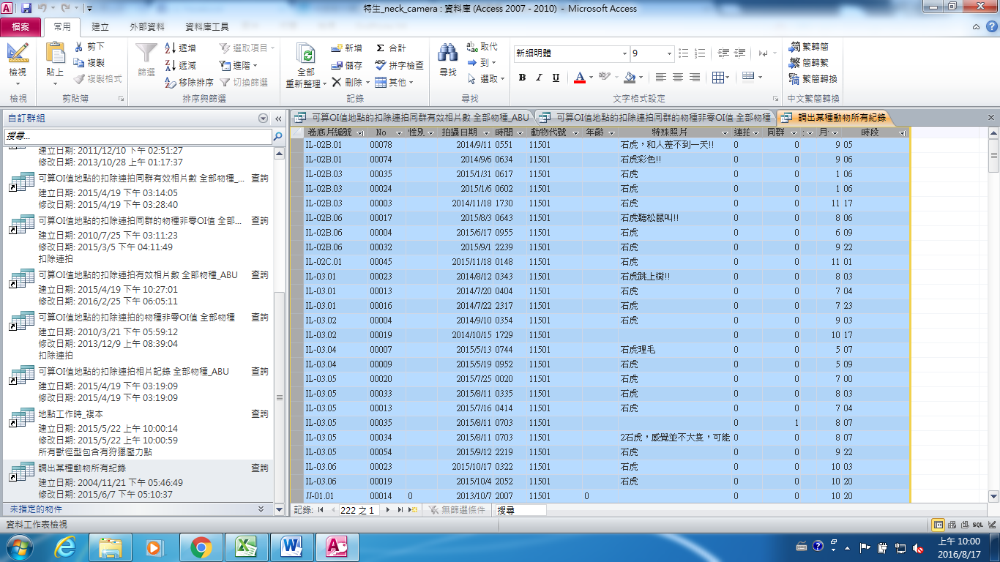 特生_neck_camera : 資料庫 (Access 2007 - 2010) - Microsoft Access
檔案 常用 建立 外部資料 資料庫工具
檢視 貼上 剪下 複製 複製格式 篩選 遞增 遞減 移除排序 選取項目 進階 切換篩選 全部重新整理 新增 儲存 刪除 合計 拼字檢查 其他 尋找 取代 到 選取 新細明體 9 B I U A 繁轉簡 簡轉繁 繁簡轉換
檢視 剪貼簿 排序與篩選 記錄 尋找 文字格式設定 中文繁簡轉換
自訂群組
搜尋...
建立日期: 2011/12/10 下午 02:51:27
修改日期: 2013/10/28 上午 01:17:37
可算OI值地點的扣除連拍同群有效相片數 全部物種_... 查詢
建立日期: 2015/4/19 下午 03:14:05
修改日期: 2015/4/19 下午 03:28:40
可算OI值地點的扣除連拍同群的物種非零OI值 全部... 查詢
建立日期: 2010/7/25 下午 03:11:23
修改日期: 2015/3/5 下午 04:11:49
扣除連拍
可算OI值地點的扣除連拍有效相片數 全部物種_ABU 查詢
建立日期: 2015/4/19 上午 10:27:01
修改日期: 2016/2/25 下午 06:05:11
可算OI值地點的扣除連拍的物種非零OI值 全部物種 查詢
建立日期: 2010/3/21 下午 05:59:12
修改日期: 2013/12/9 上午 08:39:04
扣除連拍
可算OI值地點的扣除連拍相片記錄 全部物種_ABU 查詢
建立日期: 2015/4/19 下午 03:19:09
修改日期: 2015/4/19 下午 03:19:09
地點工作時_複本 查詢
建立日期: 2015/5/22 上午 10:00:14
修改日期: 2015/5/22 上午 10:00:59
所有獸徑型包含有狩獵壓力點
調出某種動物所有紀錄 查詢
建立日期: 2004/11/21 下午 05:46:49
修改日期: 2015/6/7 下午 05:10:37
未指定的物件
可算OI值地點的扣除連拍同群有效相片數 全部物種_ABU 可算OI值地點的扣除連拍同群的物種非零OI值 全部物種 調出某種動物所有紀錄
卷底片編號 No 性別 拍攝日期 時間 動物代號 年齡 特殊照片 連拍 同群 月 時段
IL-02B.01 00078 2014/9/11 0551 11501 石虎，和人差不到一天!! 0 0 9 05
IL-02B.01 00074 2014/9/6 0634 11501 石虎彩色!! 0 0 9 06
IL-02B.03 00035 2015/1/31 0617 11501 石虎 0 0 1 06
IL-02B.03 00024 2015/1/6 0602 11501 石虎 0 0 1 06
IL-02B.03 00003 2014/11/18 1730 11501 石虎 0 0 11 17
IL-02B.06 00017 2015/8/3 0643 11501 石虎聽松鼠叫!! 0 0 8 06
IL-02B.06 00004 2015/6/17 0955 11501 石虎 0 0 6 09
IL-02B.06 00032 2015/9/1 2239 11501 石虎 0 0 9 22
IL-02C.01 00045 2015/11/18 0148 11501 石虎 0 0 11 01
IL-03.01 00023 2014/8/12 0343 11501 石虎跳上樹!! 0 0 8 03
IL-03.01 00013 2014/7/20 0404 11501 石虎 0 0 7 04
IL-03.01 00016 2014/7/22 2317 11501 石虎 0 0 7 23
IL-03.02 00004 2014/9/10 0354 11501 石虎 0 0 9 03
IL-03.02 00019 2014/10/15 1729 11501 0 0 10 17
IL-03.04 00007 2015/5/13 0744 11501 石虎理毛 0 0 5 07
IL-03.04 00009 2015/5/19 0952 11501 石虎 0 0 5 09
IL-03.05 00020 2015/7/25 0020 11501 石虎 0 0 7 00
IL-03.05 00033 2015/8/11 0335 11501 石虎 0 0 8 03
IL-03.05 00013 2015/7/16 0414 11501 石虎 0 0 7 04
IL-03.05 00035 2015/8/11 0703 11501 0 1 8 07
IL-03.05 00034 2015/8/11 0703 11501 2石虎，感覺並不大隻，可能 0 0 8 07
IL-03.05 00054 2015/9/12 2219 11501 石虎 0 0 9 22
IL-03.06 00023 2015/10/17 0322 11501 石虎 0 0 10 03
IL-03.06 00019 2015/10/4 2052 11501 石虎 0 0 10 20
JJ-01.01 00014 0 2013/10/7 2007 11501 0 0 0 10 20
記錄: 222 之 1 無篩選條件 搜尋
資料工作表檢視 SQL
上午 10:00
2016/8/17